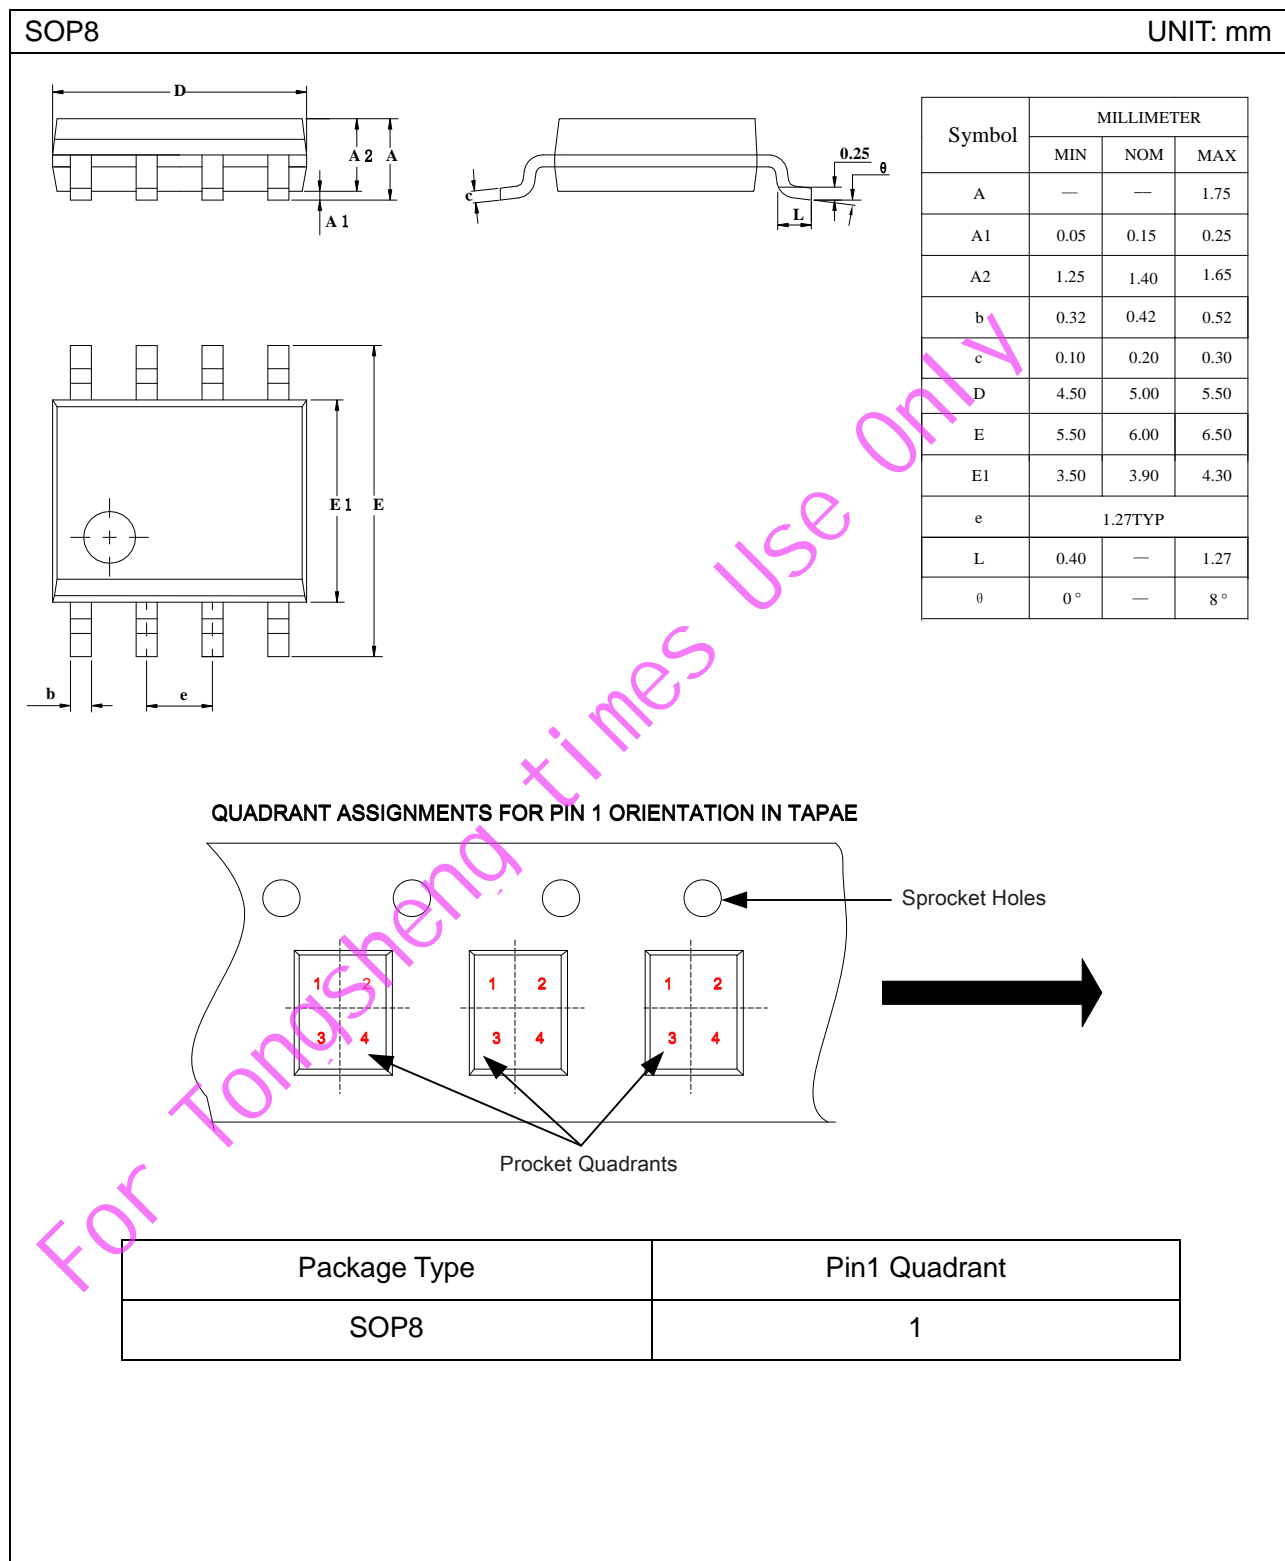 SOP8 UNIT: mm
D
A 2 A
A 1
c
L
0.25
θ
Symbol MILLIMETER
MIN NOM MAX
A — — 1.75
A1 0.05 0.15 0.25
A2 1.25 1.40 1.65
b 0.32 0.42 0.52
c 0.10 0.20 0.30
D 4.50 5.00 5.50
E 5.50 6.00 6.50
E1 3.50 3.90 4.30
e 1.27TYP
L 0.40 — 1.27
θ 0° — 8°
E 1 E
b e
QUADRANT ASSIGNMENTS FOR PIN 1 ORIENTATION IN TAPAE
Sprocket Holes
1 2 1 2 1 2
3 4 3 4 3 4
Procket Quadrants
For Tongsheng times Use Only
Package Type Pin1 Quadrant
SOP8 1